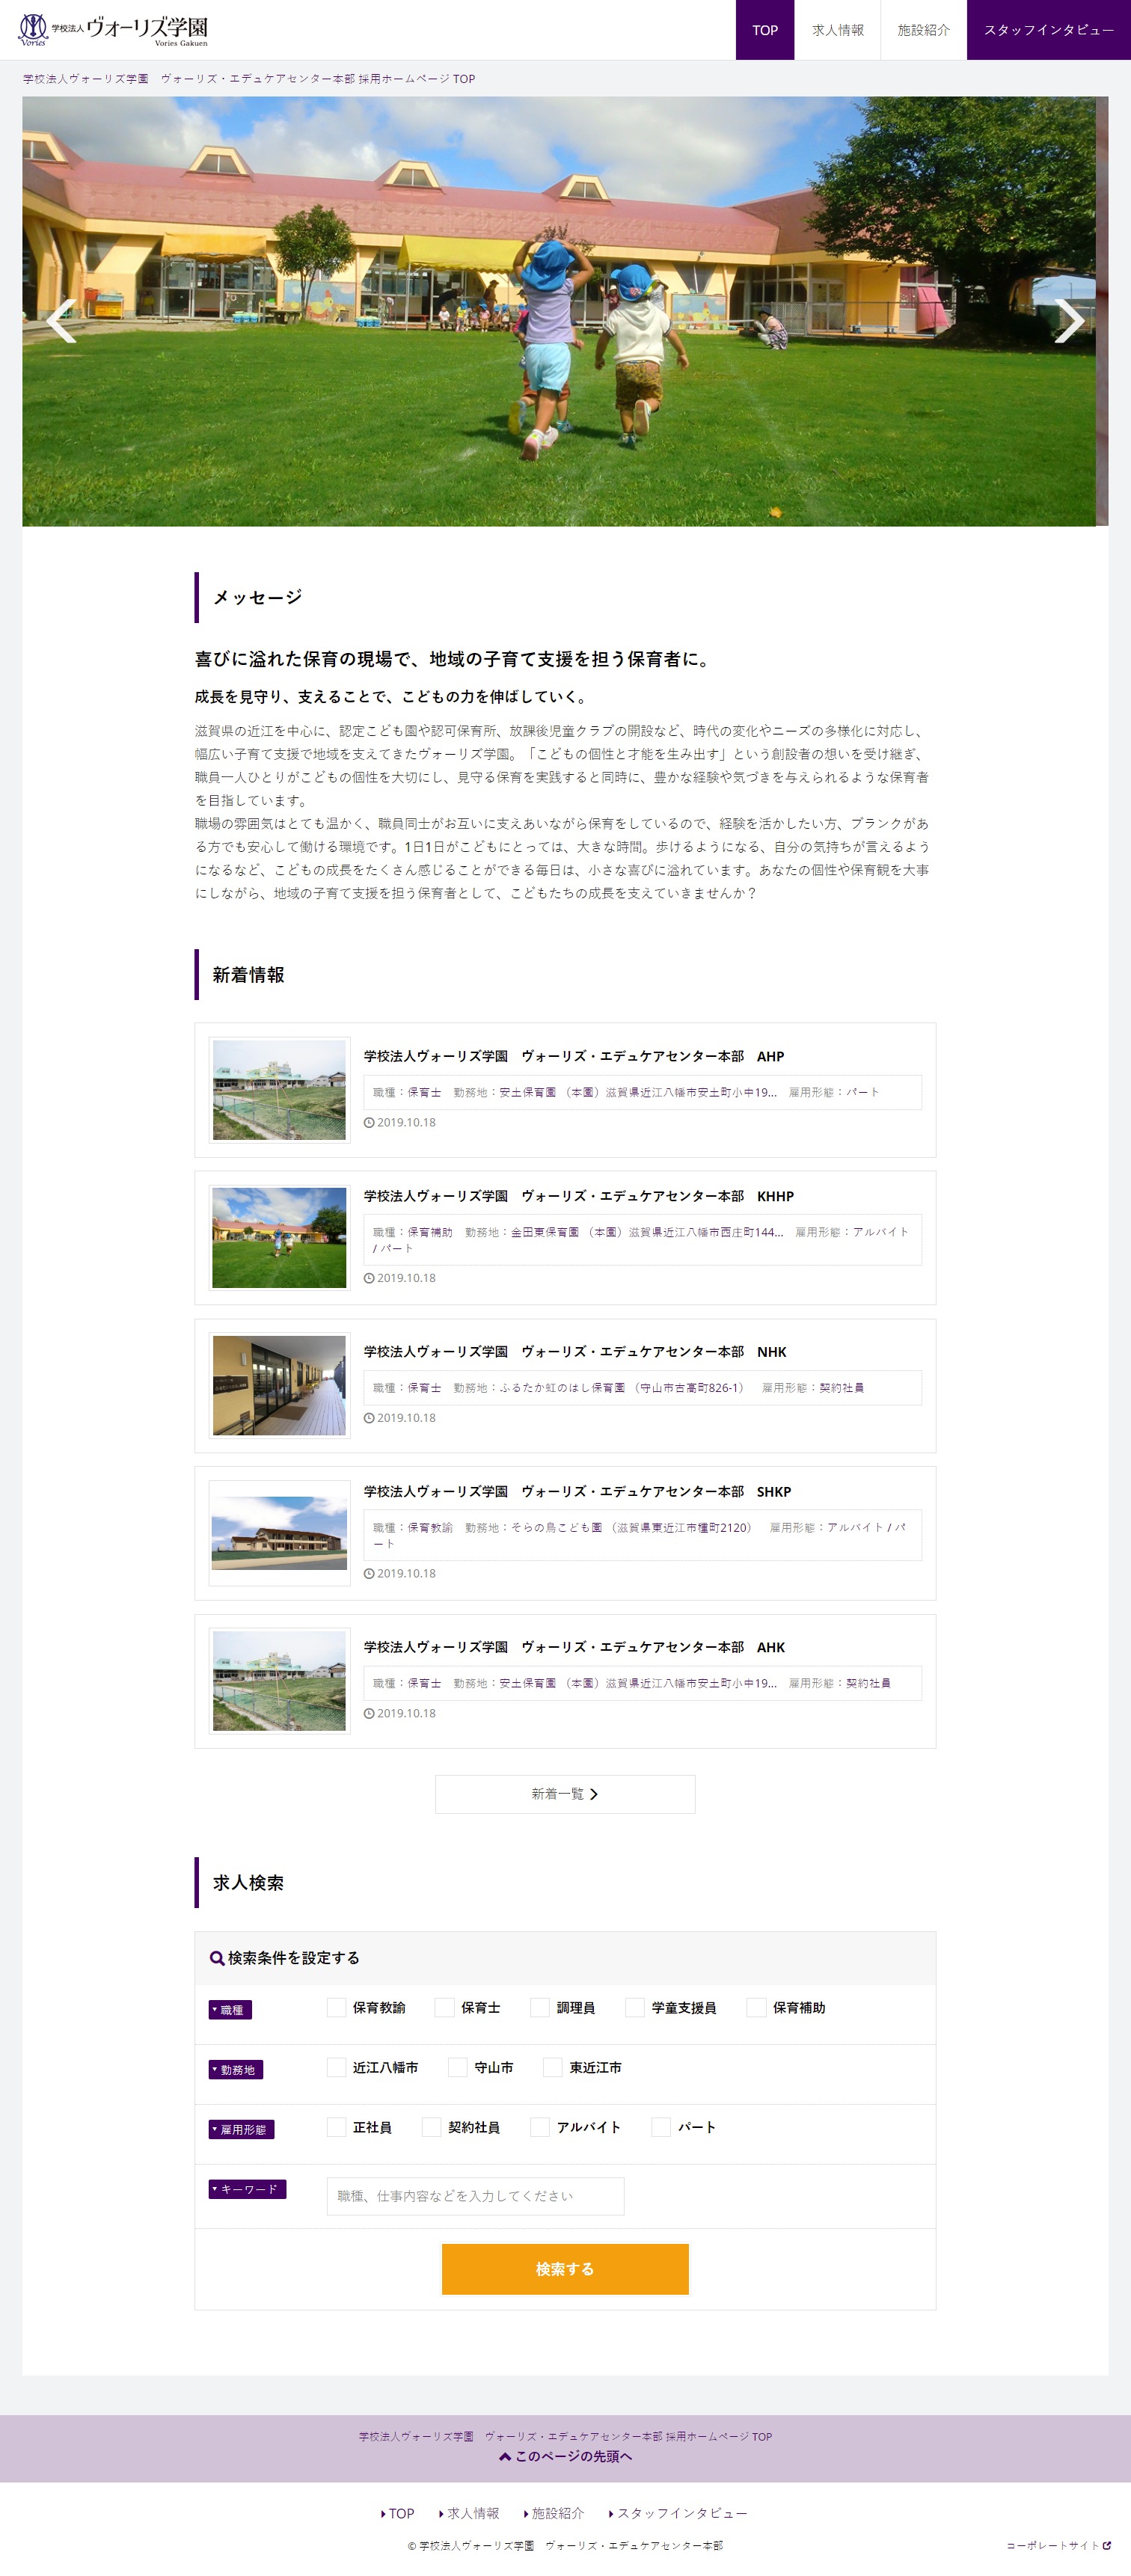 学校法人ヴォーリズ学園
Vories
Vories Gakuen
TOP
求人情報
施設紹介
スタッフインタビュー
学校法人ヴォーリズ学園　ヴォーリズ・エデュケアセンター本部 採用ホームページ TOP
メッセージ
喜びに溢れた保育の現場で、地域の子育て支援を担う保育者に。
成長を見守り、支えることで、こどもの力を伸ばしていく。
滋賀県の近江を中心に、認定こども園や認可保育所、放課後児童クラブの開設など、時代の変化やニーズの多様化に対応し、
幅広い子育て支援で地域を支えてきたヴォーリズ学園。「こどもの個性と才能を生み出す」という創設者の想いを受け継ぎ、
職員一人ひとりがこどもの個性を大切にし、見守る保育を実践すると同時に、豊かな経験や気づきを与えられるような保育者
を目指しています。
職場の雰囲気はとても温かく、職員同士がお互いに支えあいながら保育をしているので、経験を活かしたい方、ブランクがあ
る方でも安心して働ける環境です。1日1日がこどもにとっては、大きな時間。歩けるようになる、自分の気持ちが言えるよう
になるなど、こどもの成長をたくさん感じることができる毎日は、小さな喜びに溢れています。あなたの個性や保育観を大事
にしながら、地域の子育て支援を担う保育者として、こどもたちの成長を支えていきませんか？
新着情報
学校法人ヴォーリズ学園　ヴォーリズ・エデュケアセンター本部　AHP
職種：保育士　勤務地：安土保育園 （本園）滋賀県近江八幡市安土町小中19...　雇用形態：パート
2019.10.18
学校法人ヴォーリズ学園　ヴォーリズ・エデュケアセンター本部　KHHP
職種：保育補助　勤務地：金田東保育園 （本園）滋賀県近江八幡市西庄町144...　雇用形態：アルバイト
/ パート
2019.10.18
学校法人ヴォーリズ学園　ヴォーリズ・エデュケアセンター本部　NHK
職種：保育士　勤務地：ふるたか虹のはし保育園 （守山市古高町826-1）　雇用形態：契約社員
2019.10.18
学校法人ヴォーリズ学園　ヴォーリズ・エデュケアセンター本部　SHKP
職種：保育教諭　勤務地：そらの鳥こども園 （滋賀県東近江市橿町2120）　雇用形態：アルバイト / パ
ート
2019.10.18
学校法人ヴォーリズ学園　ヴォーリズ・エデュケアセンター本部　AHK
職種：保育士　勤務地：安土保育園 （本園）滋賀県近江八幡市安土町小中19...　雇用形態：契約社員
2019.10.18
新着一覧
求人検索
検索条件を設定する
職種
保育教諭　保育士　調理員　学童支援員　保育補助
勤務地
近江八幡市　守山市　東近江市
雇用形態
正社員　契約社員　アルバイト　パート
キーワード
職種、仕事内容などを入力してください
検索する
学校法人ヴォーリズ学園　ヴォーリズ・エデュケアセンター本部 採用ホームページ TOP
このページの先頭へ
TOP　求人情報　施設紹介　スタッフインタビュー
© 学校法人ヴォーリズ学園　ヴォーリズ・エデュケアセンター本部
コーポレートサイト